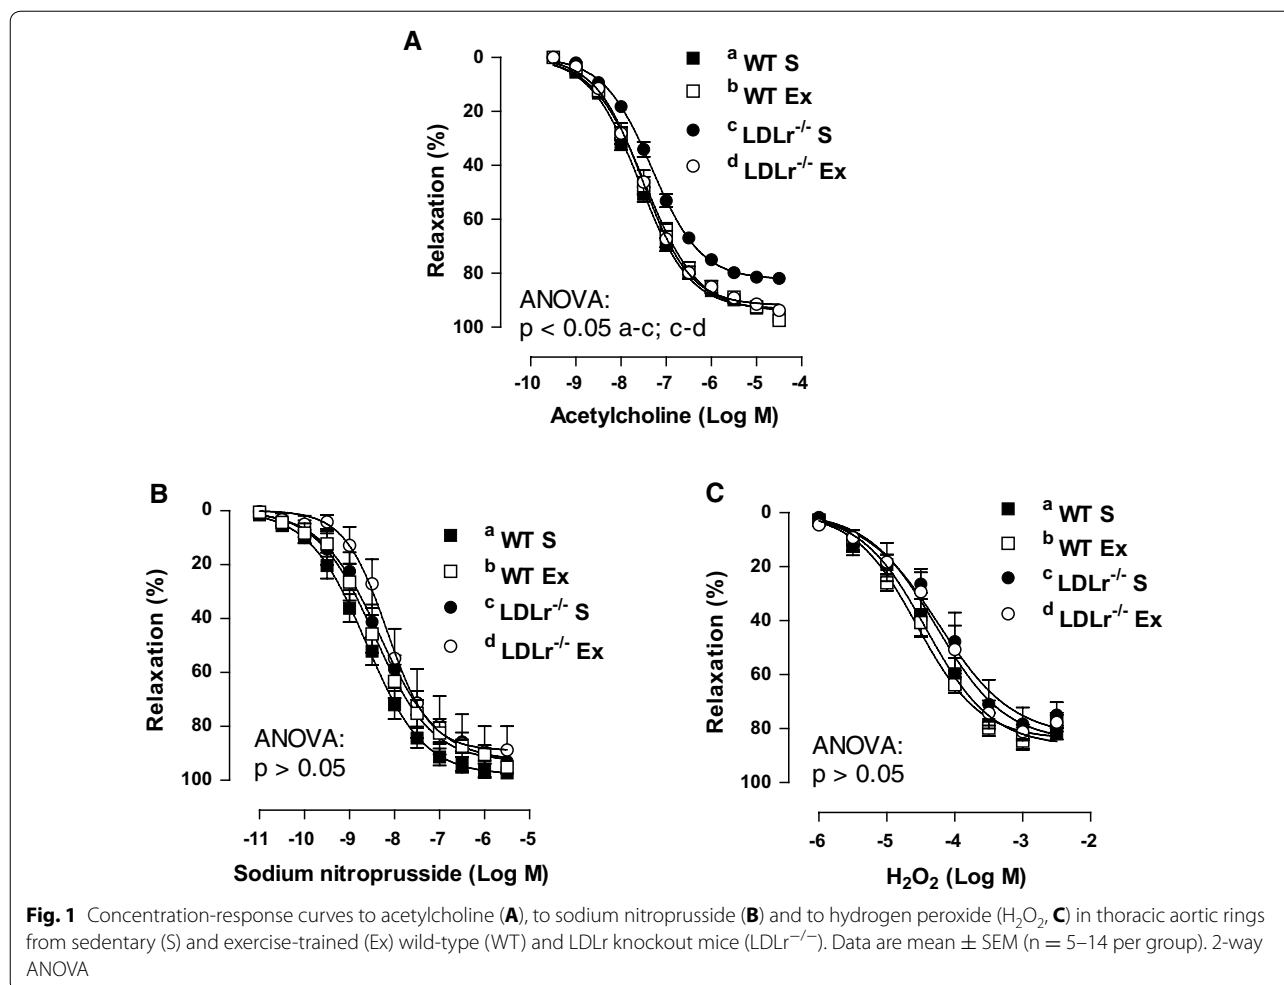 A
0
20
40
60
80
100
Relaxation (%)
a WT S
b WT Ex
c LDLr-/- S
d LDLr-/- Ex
ANOVA:
p < 0.05 a-c; c-d
-10 -9 -8 -7 -6 -5 -4
Acetylcholine (Log M)
B
0
20
40
60
80
100
Relaxation (%)
a WT S
b WT Ex
c LDLr-/- S
d LDLr-/- Ex
ANOVA:
p > 0.05
-11 -10 -9 -8 -7 -6 -5
Sodium nitroprusside (Log M)
C
0
20
40
60
80
100
Relaxation (%)
a WT S
b WT Ex
c LDLr-/- S
d LDLr-/- Ex
ANOVA:
p > 0.05
-6 -5 -4 -3 -2
H₂O₂ (Log M)
Fig. 1 Concentration-response curves to acetylcholine (A), to sodium nitroprusside (B) and to hydrogen peroxide (H₂O₂, C) in thoracic aortic rings
from sedentary (S) and exercise-trained (Ex) wild-type (WT) and LDLr knockout mice (LDLr−/−). Data are mean ± SEM (n = 5–14 per group). 2-way
ANOVA